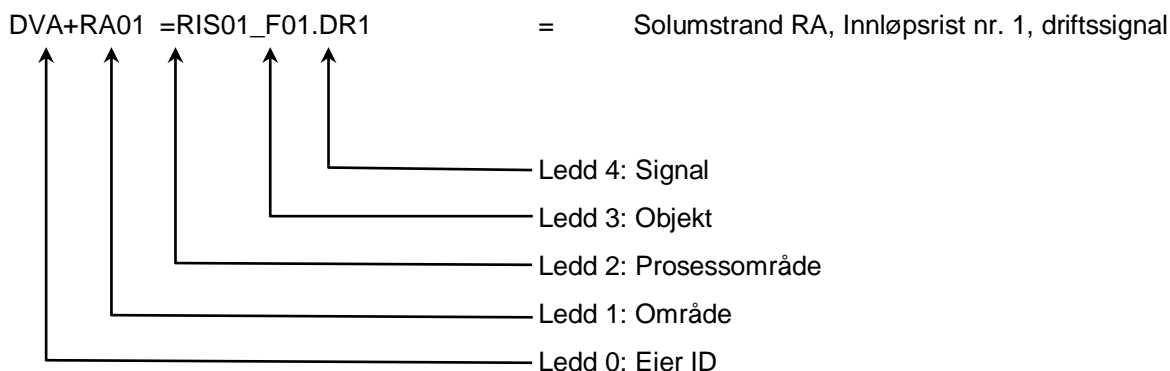 DVA+RA01 =RIS01_F01.DR1 = Solumstrand RA, Innløpsrist nr. 1, driftssignal
Ledd 4: Signal
Ledd 3: Objekt
Ledd 2: Prosessområde
Ledd 1: Område
Ledd 0: Eier ID